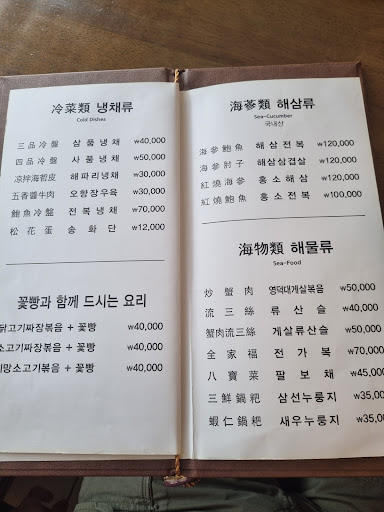 冷菜類 냉채류
Cold Dishes
三品冷盤 삼품냉채 ₩40,000
四品冷盤 사품냉채 ₩50,000
凉拌海哲皮 해파리냉채 ₩30,000
五香醬牛肉 오향장우육 ₩30,000
鮑魚冷盤 전복냉채 ₩70,000
松花蛋 송화단 ₩12,000
꽃빵과 함께 드시는 요리
닭고기짜장볶음 + 꽃빵 ₩40,000
소고기짜장볶음 + 꽃빵 ₩40,000
피망소고기볶음 + 꽃빵 ₩40,000
海蔘類 해삼류
Sea-Cucumber
국내산
海參鮑魚 해삼전복 ₩120,000
海參肘子 해삼삼겹살 ₩120,000
紅燒海參 홍소해삼 ₩120,000
紅燒鮑魚 홍소전복 ₩100,000
海物類 해물류
Sea-Food
炒蟹肉 영덕대게살볶음 ₩50,000
流三絲 류산슬 ₩40,000
蟹肉流三絲 게살류산슬 ₩50,000
全家福 전가복 ₩70,000
八寶菜 팔보채 ₩45,000
三鮮鍋粑 삼선누룽지 ₩35,000
蝦仁鍋粑 새우누룽지 ₩35,000